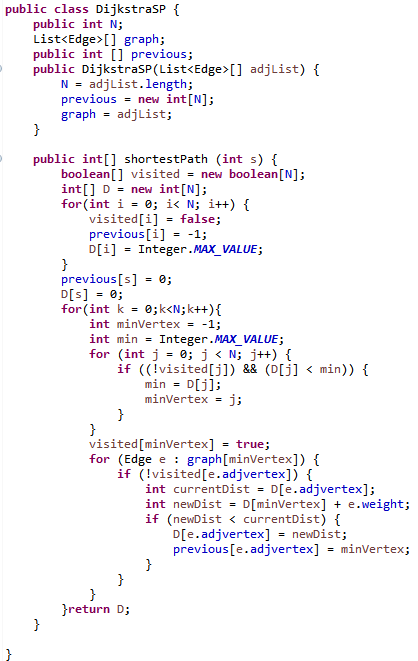 public class DijkstraSP {
    public int N;
    List<Edge>[] graph;
    public int [] previous;
    public DijkstraSP(List<Edge>[] adjList) {
        N = adjList.length;
        previous = new int[N];
        graph = adjList;
    }

    public int[] shortestPath (int s) {
        boolean[] visited = new boolean[N];
        int[] D = new int[N];
        for(int i = 0; i< N; i++) {
            visited[i] = false;
            previous[i] = -1;
            D[i] = Integer.MAX_VALUE;
        }
        previous[s] = 0;
        D[s] = 0;
        for(int k = 0;k<N;k++){
            int minVertex = -1;
            int min = Integer.MAX_VALUE;
            for (int j = 0; j < N; j++) {
                if ((!visited[j]) && (D[j] < min)) {
                    min = D[j];
                    minVertex = j;
                }
            }
            visited[minVertex] = true;
            for (Edge e : graph[minVertex]) {
                if (!visited[e.adjvertex]) {
                    int currentDist = D[e.adjvertex];
                    int newDist = D[minVertex] + e.weight;
                    if (newDist < currentDist) {
                        D[e.adjvertex] = newDist;
                        previous[e.adjvertex] = minVertex;
                    }
                }
            }
        }return D;
    }

}